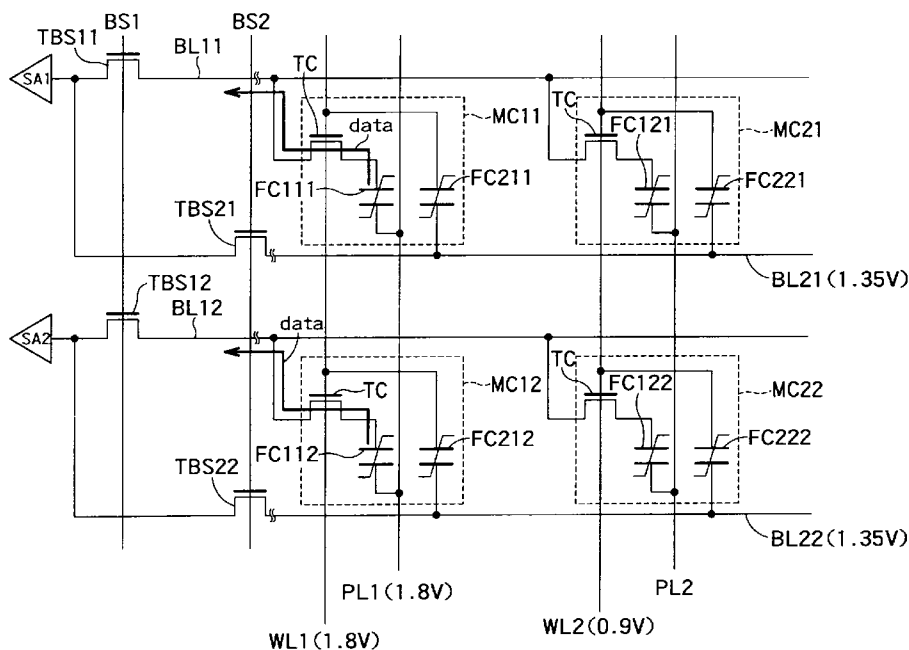 BS1
BS2
TBS11
BL11
SA1
TC
MC11
data
FC111
FC211
TC
FC121
MC21
FC221
TBS21
BL21(1.35V)
TBS12
BL12
SA2
data
TC
MC12
FC112
FC212
TC
FC122
MC22
FC222
TBS22
BL22(1.35V)
PL1(1.8V)
PL2
WL1(1.8V)
WL2(0.9V)